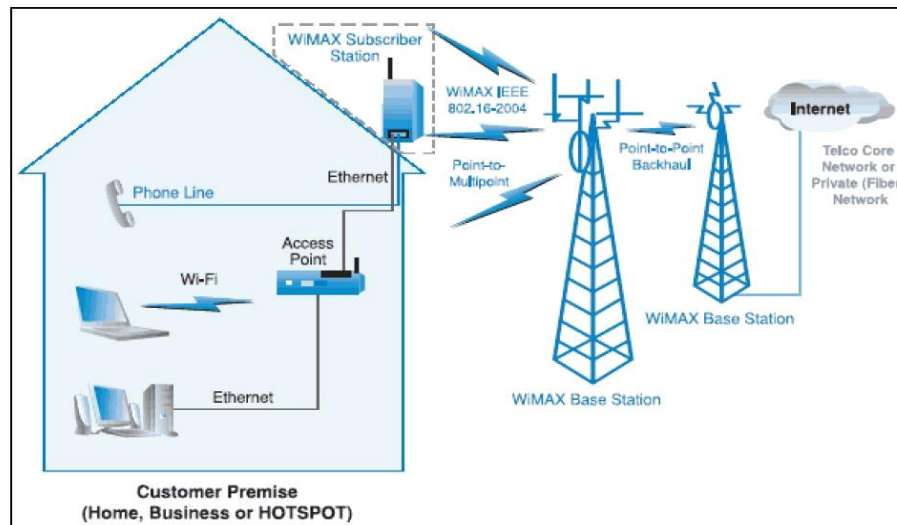 WiMAX Subscriber
Station
WiMAX IEEE
802.16-2004
Internet
Ethernet
Point-to-
Multipoint
Point-to-Point
Backhaul
Telco Core
Network or
Private (Fiber
Network
Phone Line
Access
Point
Wi-Fi
WiMAX Base Station
Ethernet
WiMAX Base Station
Customer Premise
(Home, Business or HOTSPOT)